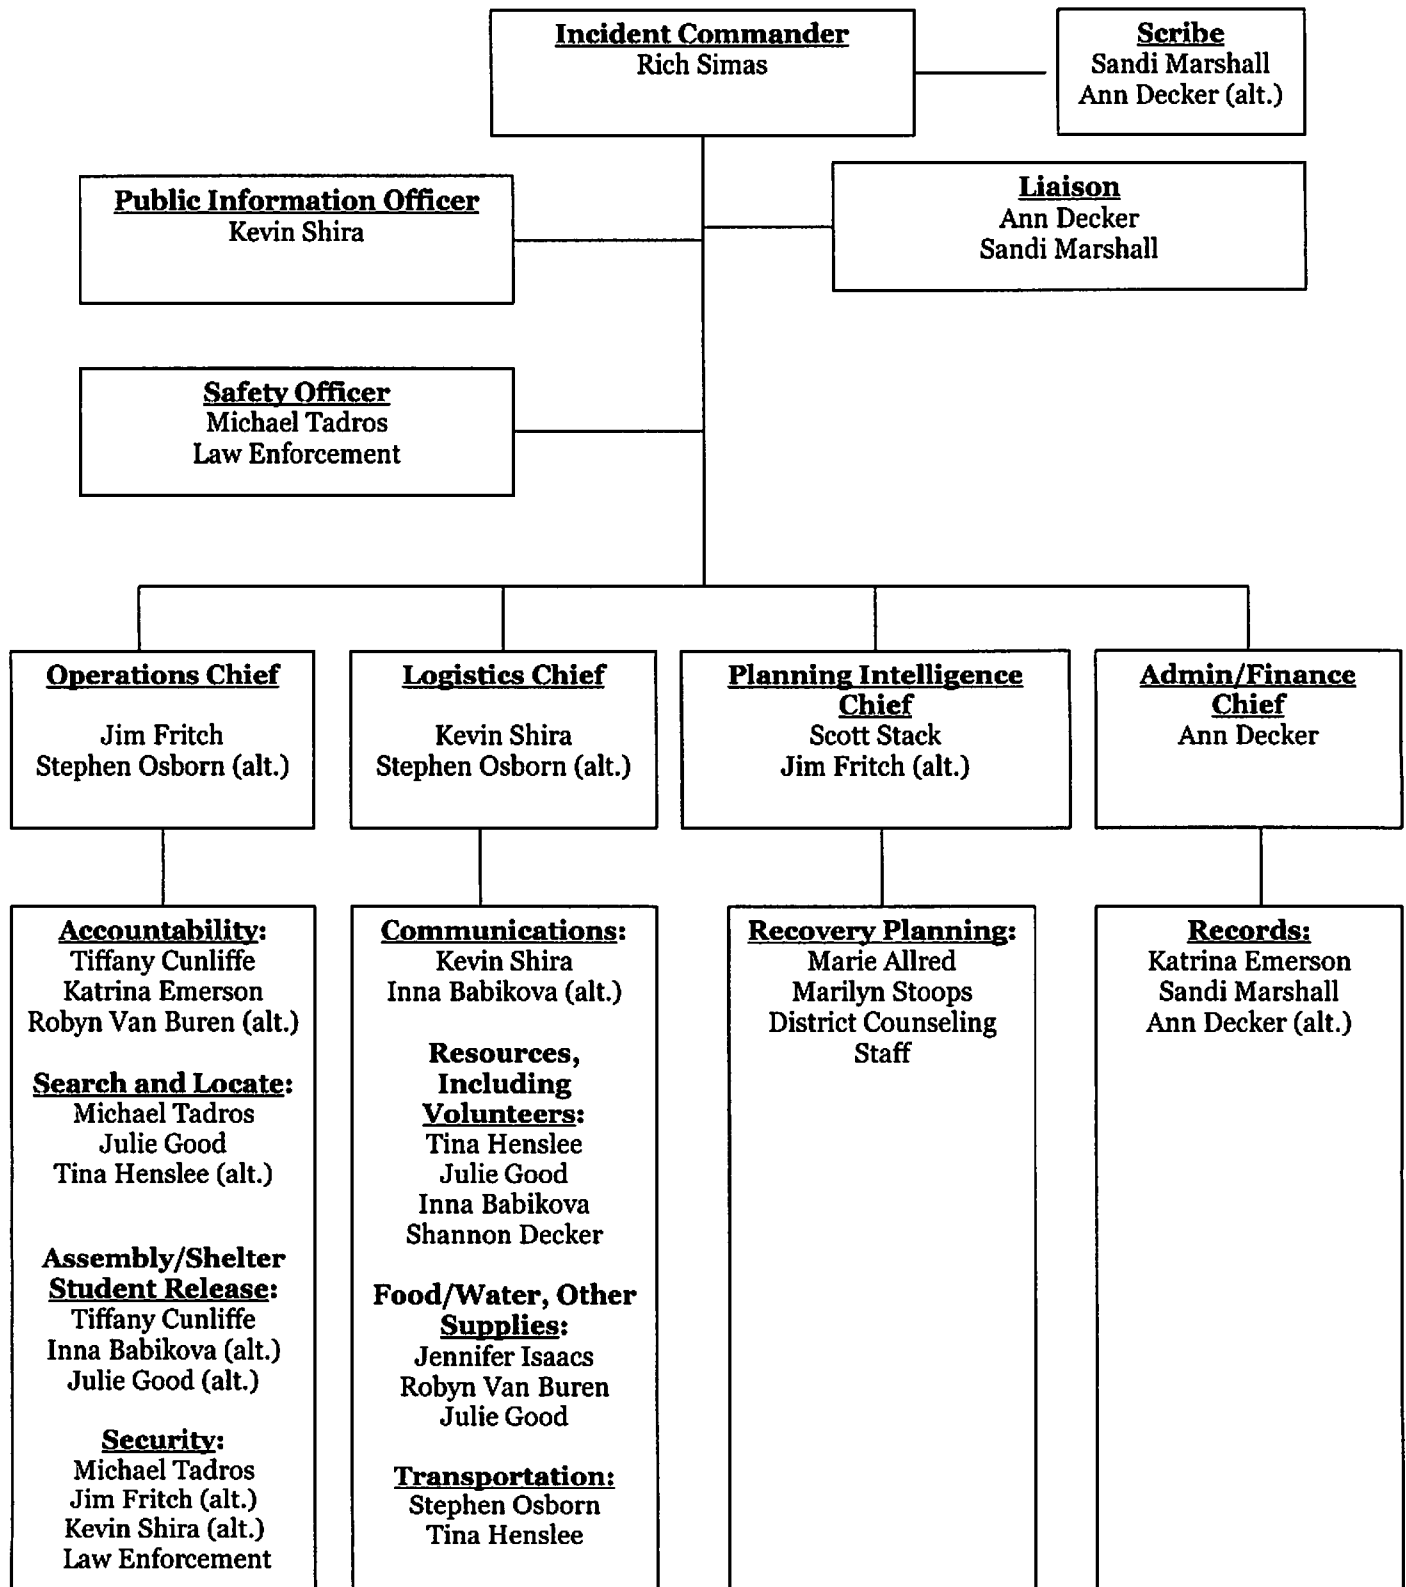 Incident Commander
Rich Simas
Scribe
Sandi Marshall
Ann Decker (alt.)
Public Information Officer
Kevin Shira
Liaison
Ann Decker
Sandi Marshall
Safety Officer
Michael Tadros
Law Enforcement
Operations Chief
Jim Fritch
Stephen Osborn (alt.)
Logistics Chief
Kevin Shira
Stephen Osborn (alt.)
Planning Intelligence
Chief
Scott Stack
Jim Fritch (alt.)
Admin/Finance
Chief
Ann Decker
Accountability:
Tiffany Cunliffe
Katrina Emerson
Robyn Van Buren (alt.)
Search and Locate:
Michael Tadros
Julie Good
Tina Henslee (alt.)
Assembly/Shelter
Student Release:
Tiffany Cunliffe
Inna Babikova (alt.)
Julie Good (alt.)
Security:
Michael Tadros
Jim Fritch (alt.)
Kevin Shira (alt.)
Law Enforcement
Communications:
Kevin Shira
Inna Babikova (alt.)
Resources,
Including
Volunteers:
Tina Henslee
Julie Good
Inna Babikova
Shannon Decker
Food/Water, Other
Supplies:
Jennifer Isaacs
Robyn Van Buren
Julie Good
Transportation:
Stephen Osborn
Tina Henslee
Recovery Planning:
Marie Allred
Marilyn Stoops
District Counseling
Staff
Records:
Katrina Emerson
Sandi Marshall
Ann Decker (alt.)